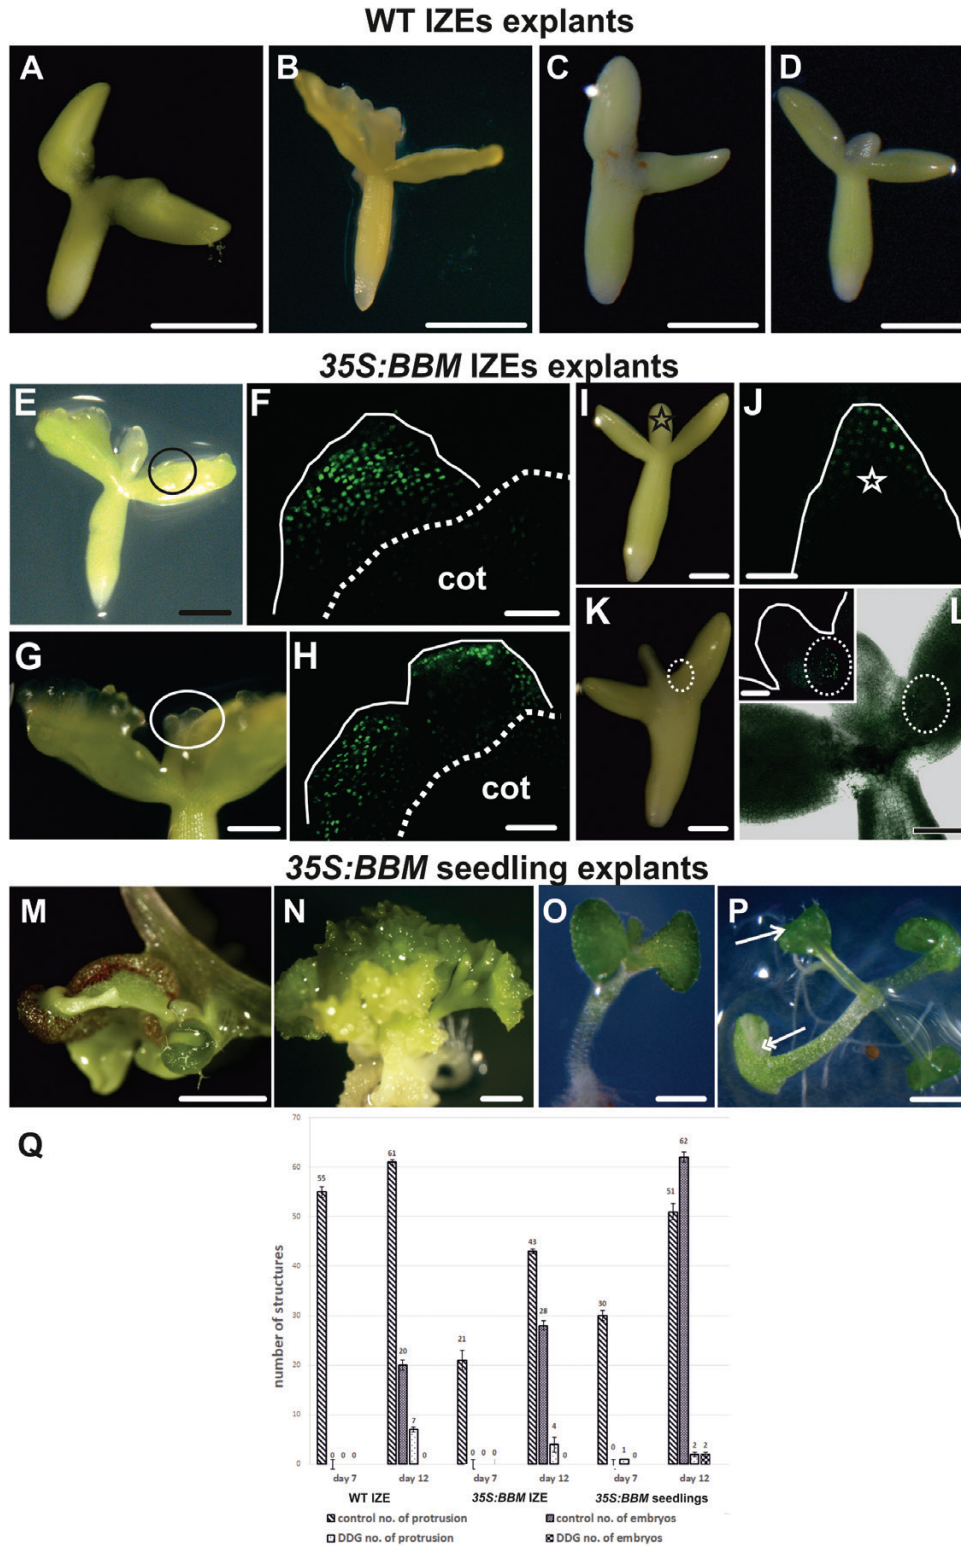 WT IZEs explants
A B C D
35S:BBM IZEs explants
E F I J
cot
K L
G H
cot
35S:BBM seedling explants
M N O P
Q
70
60
50
40
30
20
10
0
number of structures
55 0 0 0
61 20 7 0
21 0 0 0
43 28 4 0
30 0 1 0
51 62 2 2
day 7 day 12 day 7 day 12 day 7 day 12
WT IZE 35S:BBM IZE 35S:BBM seedlings
control no. of protrusion control no. of embryos
DDG no. of protrusion DDG no. of embryos